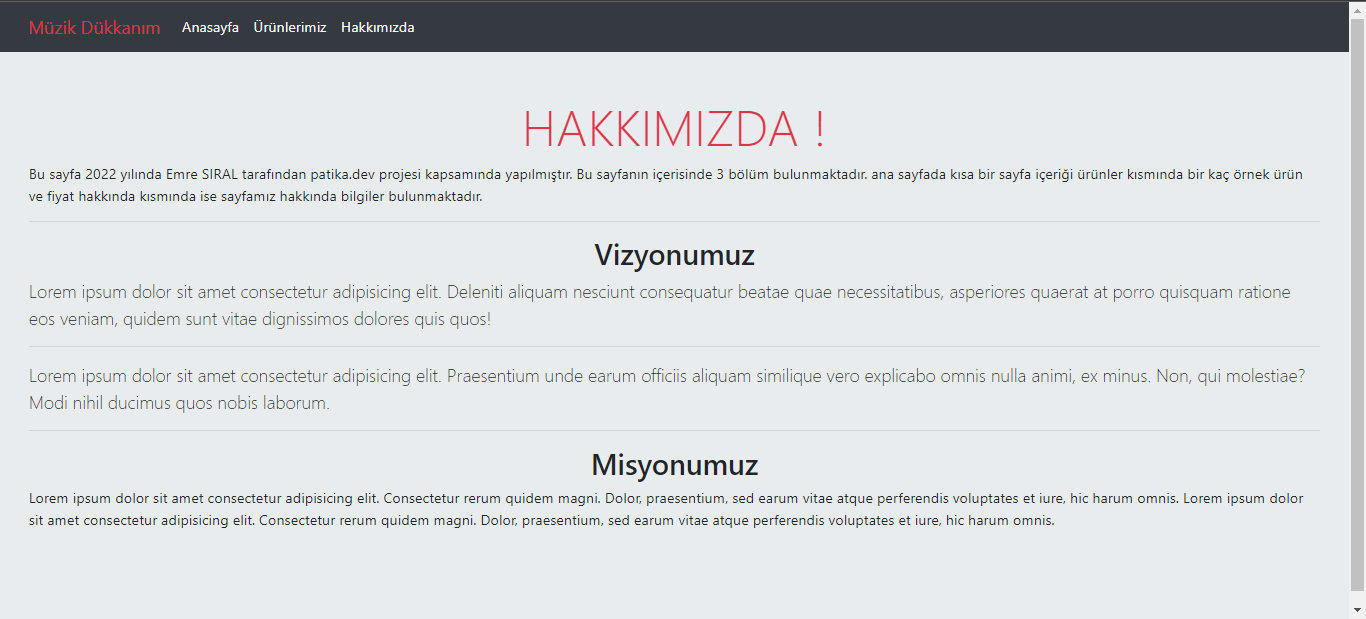 Müzik Dükkanım Anasayfa Ürünlerimiz Hakkımızda
HAKKIMIZDA !
Bu sayfa 2022 yılında Emre SIRAL tarafından patika.dev projesi kapsamında yapılmıştır. Bu sayfanın içerisinde 3 bölüm bulunmaktadır. ana sayfada kısa bir sayfa içeriği ürünler kısmında bir kaç örnek ürün
ve fiyat hakkında kısmında ise sayfamız hakkında bilgiler bulunmaktadır.
Vizyonumuz
Lorem ipsum dolor sit amet consectetur adipisicing elit. Deleniti aliquam nesciunt consequatur beatae quae necessitatibus, asperiores quaerat at porro quisquam ratione
eos veniam, quidem sunt vitae dignissimos dolores quis quos!
Lorem ipsum dolor sit amet consectetur adipisicing elit. Praesentium unde earum officiis aliquam similique vero explicabo omnis nulla animi, ex minus. Non, qui molestiae?
Modi nihil ducimus quos nobis laborum.
Misyonumuz
Lorem ipsum dolor sit amet consectetur adipisicing elit. Consectetur rerum quidem magni. Dolor, praesentium, sed earum vitae atque perferendis voluptates et iure, hic harum omnis. Lorem ipsum dolor
sit amet consectetur adipisicing elit. Consectetur rerum quidem magni. Dolor, praesentium, sed earum vitae atque perferendis voluptates et iure, hic harum omnis.